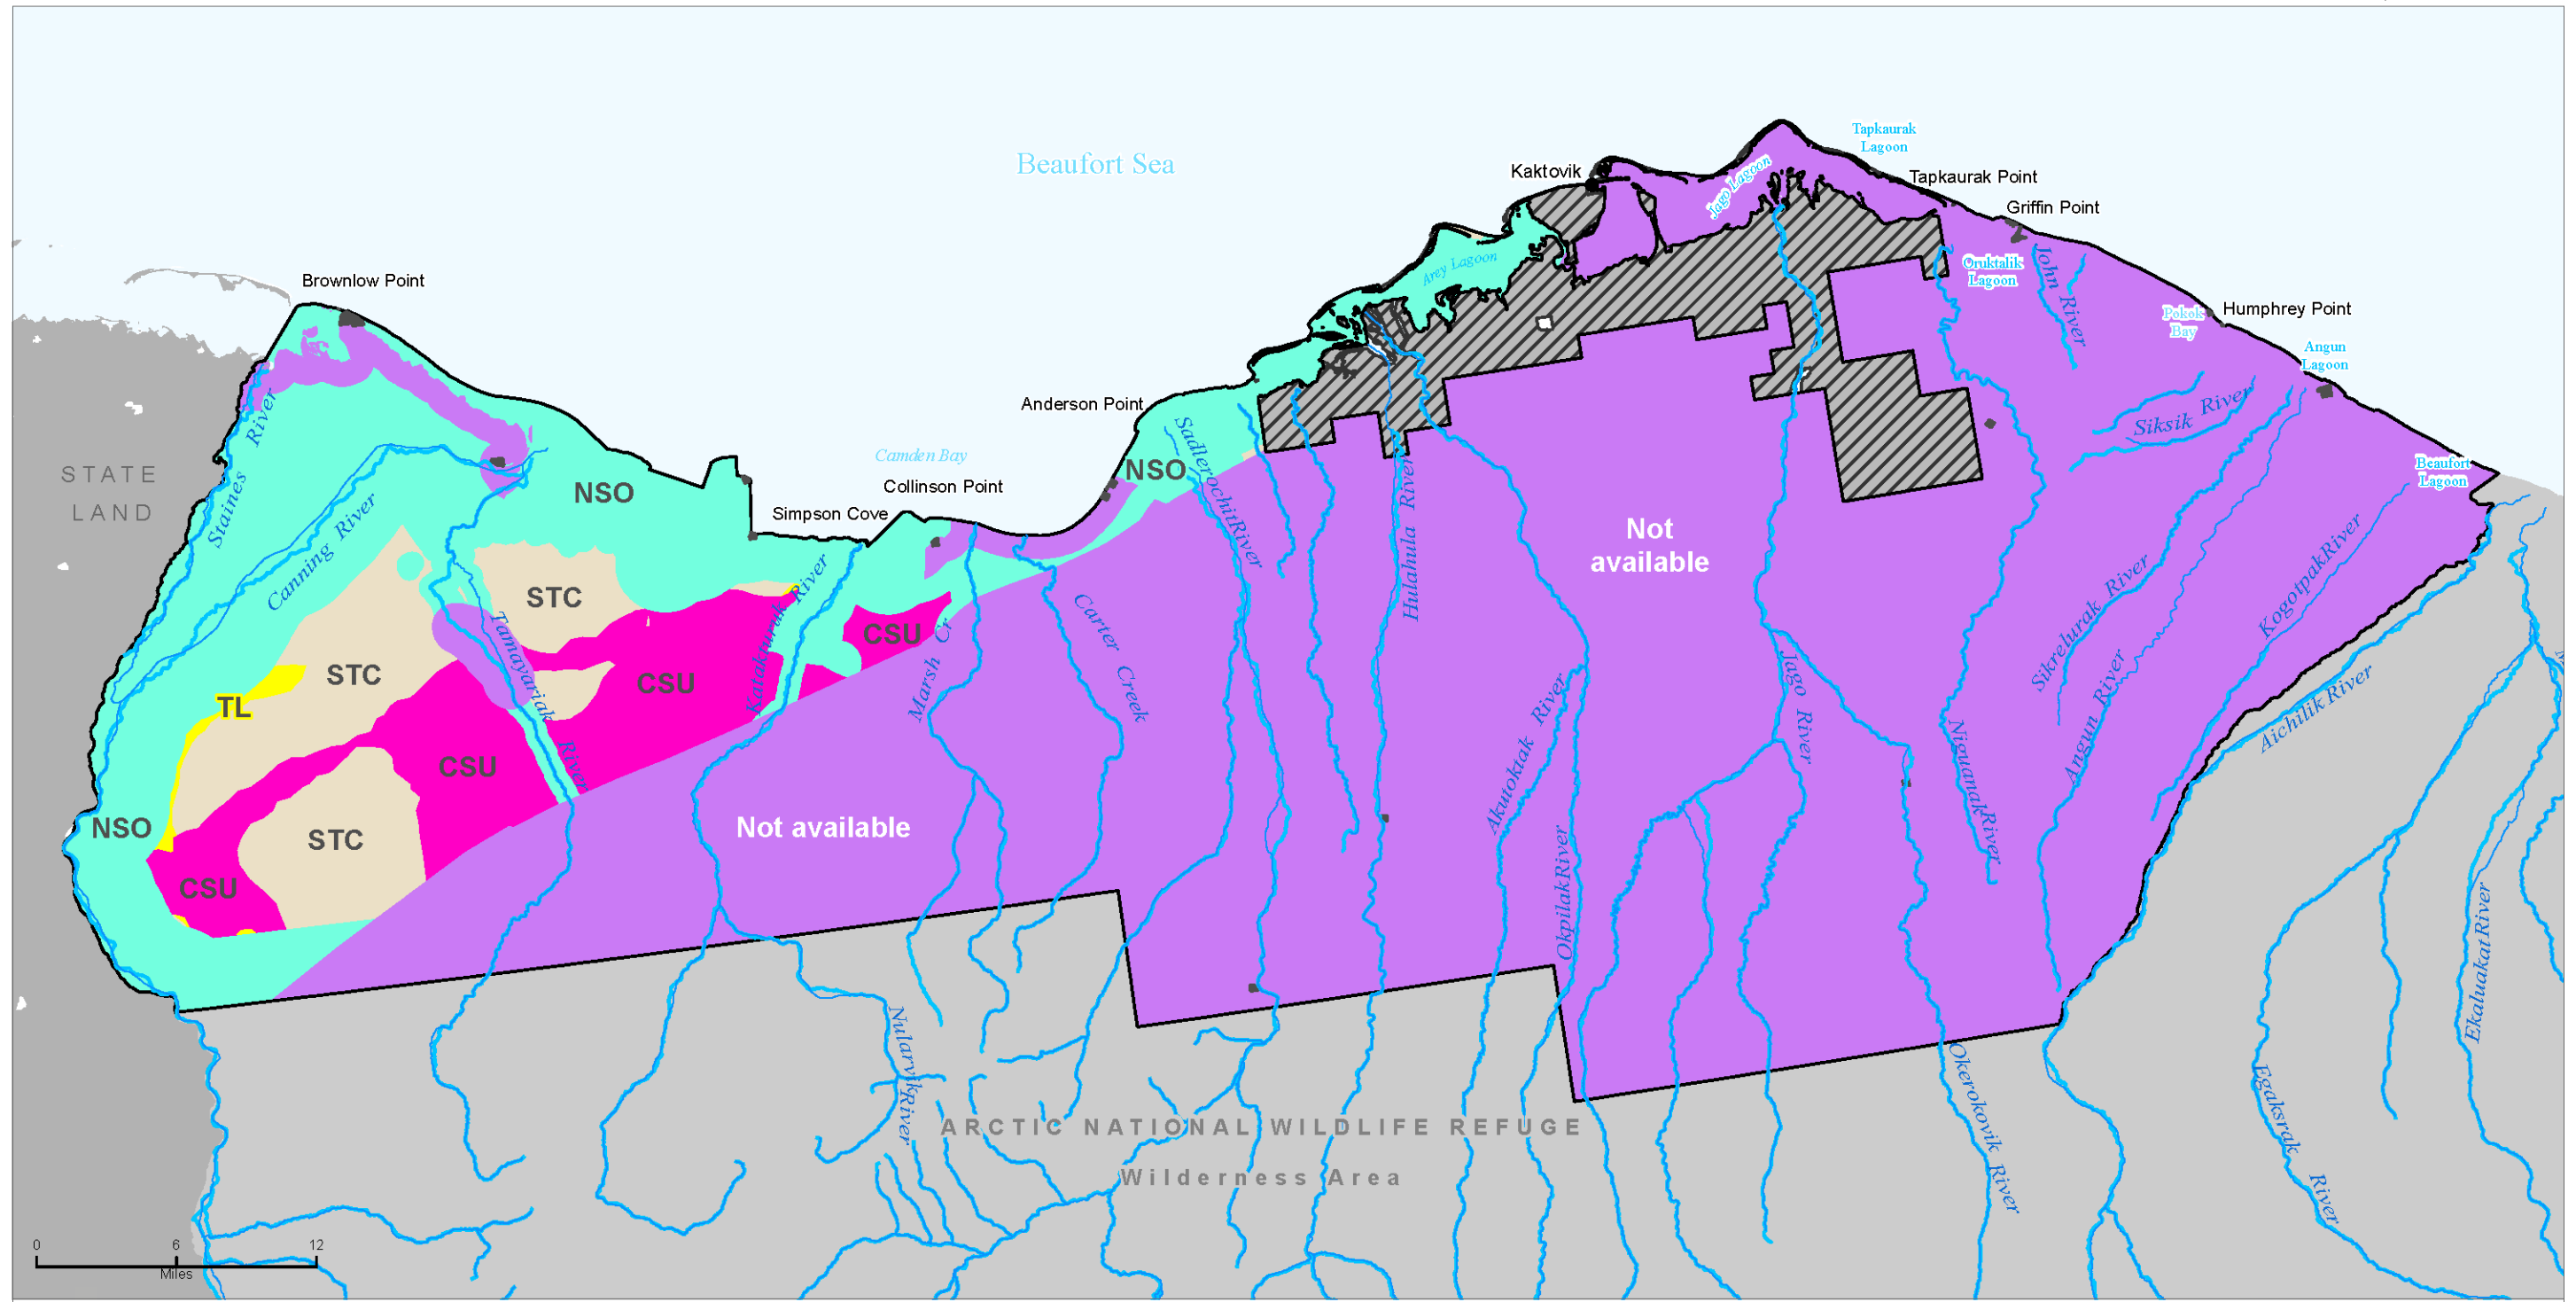 Beaufort Sea
Tapkaurak
Lagoon
Kaktovik
Jago Lagoon
Tapkaurak Point
Griffin Point
Brownlow Point
Arey Lagoon
Oruktalik
Lagoon
John River
Pokok
Bay
Humphrey Point
Angun
Lagoon
Anderson Point
Staines River
Siksik River
Camden Bay
NSO
Sadlerochit River
STATE
LAND
Collinson Point
Beaufort
Lagoon
NSO
Simpson Cove
Canning River
Hulahula River
Not
available
Kogotpak River
STC
Katakturuk River
Tamayariak River
CSU
Marsh Cr
Carter Creek
Sikrelurak River
STC
CSU
TL
Akutoktak River
Jago River
Angun River
Aichilik River
CSU
Niguanak River
NSO
STC
Not available
CSU
Okpilak River
Ekaluakat River
Nularvik River
Okerokovik River
Egaksrak River
ARCTIC NATIONAL WILDLIFE REFUGE
Wilderness Area
0 6 12
Miles